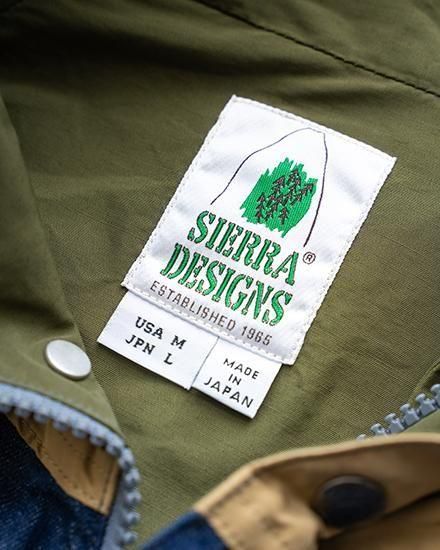 SIERRA®
DESIGNS
ESTABLISHED 1965
USA M
JPN L
MADE
IN
JAPAN